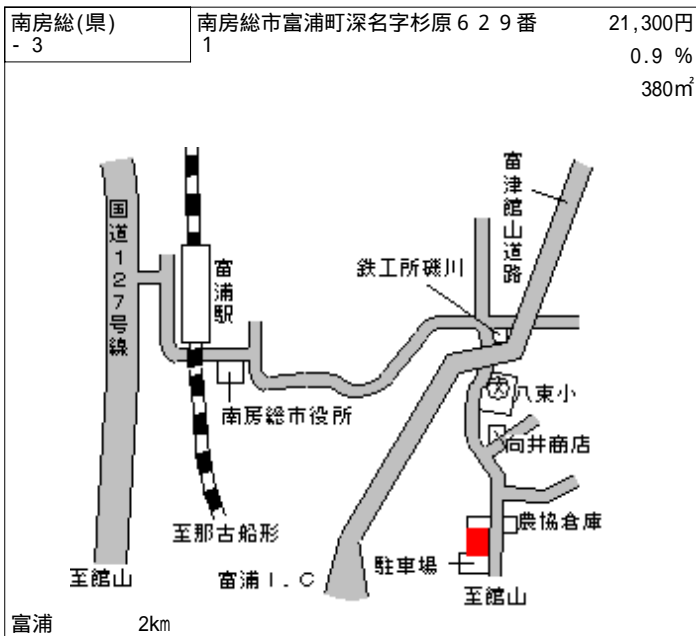 南房総(県)
- 3
南房総市富浦町深名字杉原６２９番
1
21,300円
0.9 %
380㎡
国道127号線
富浦駅
富津館山道路
鉄工所磯川
文
八束小
南房総市役所
向井商店
農協倉庫
至那古船形
駐車場
至館山
富浦I.C
至館山
富浦 2km